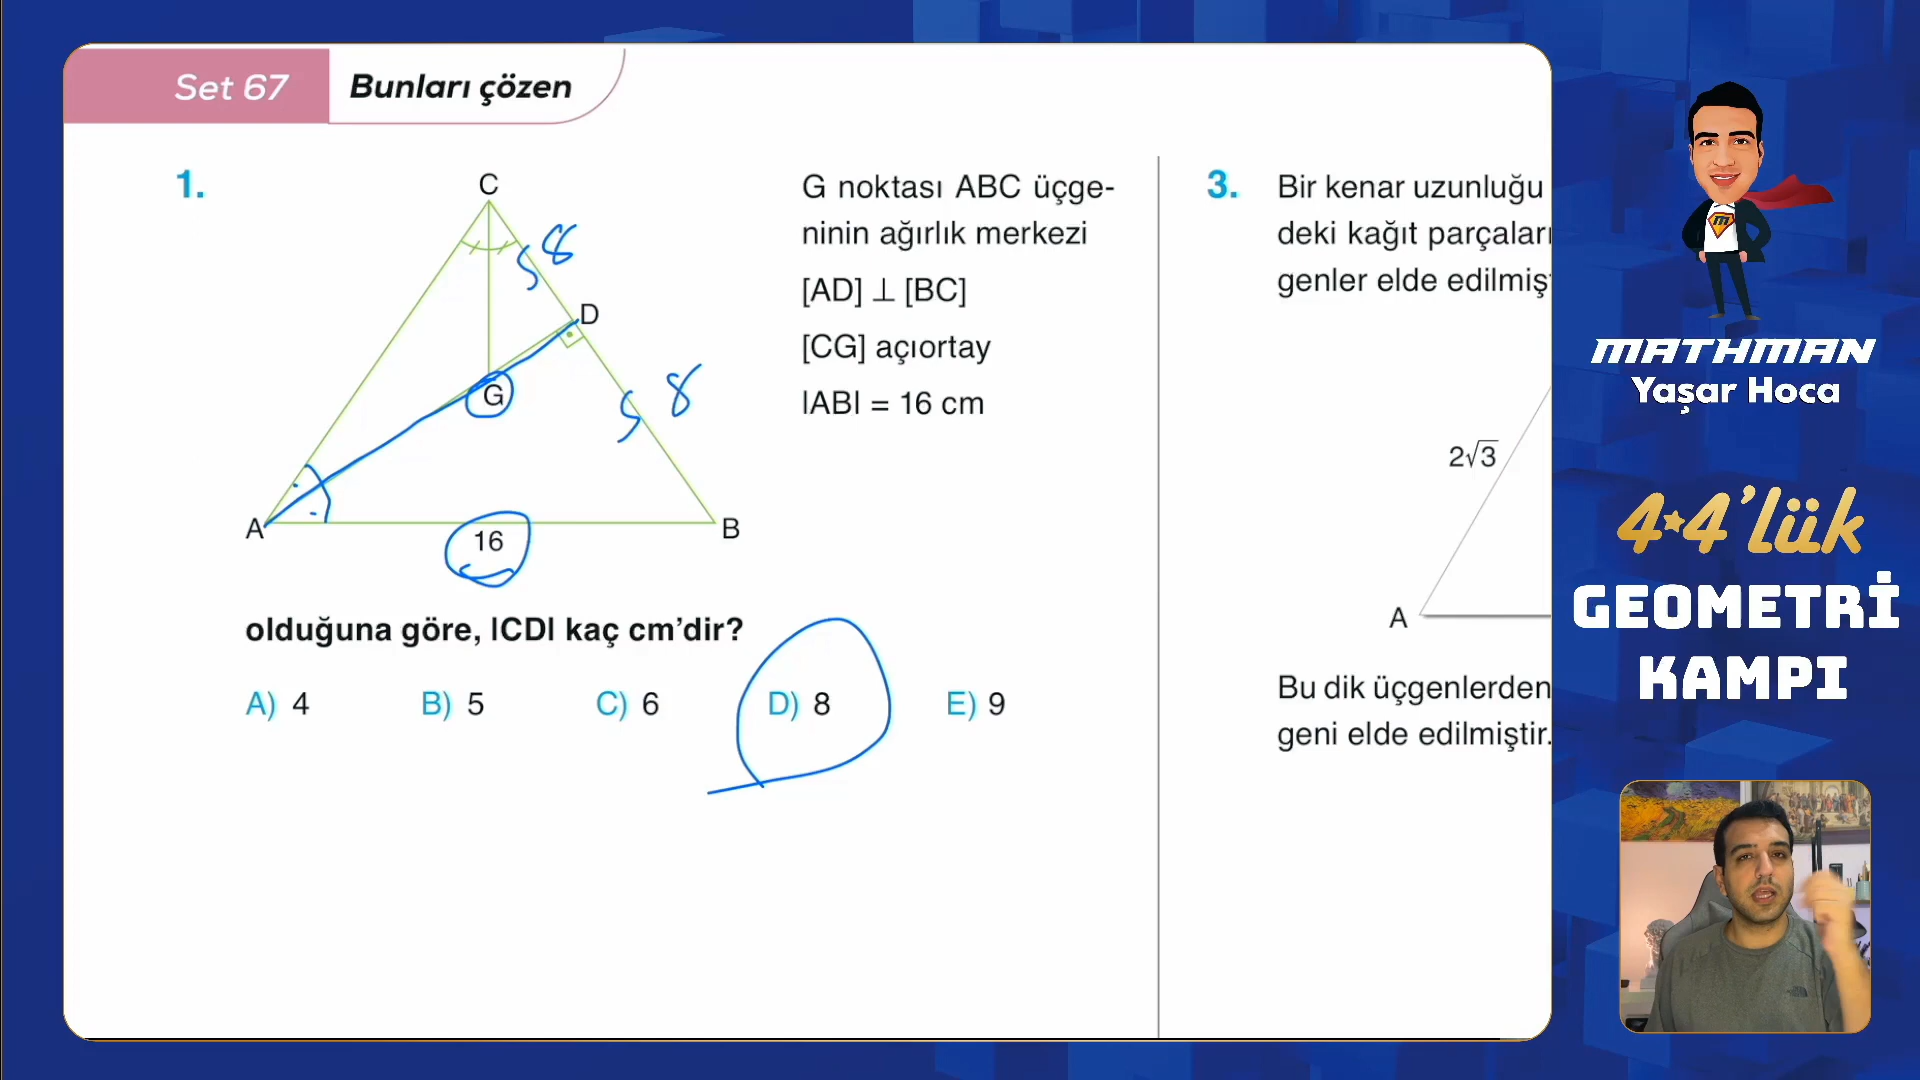 Set 67
Bunları çözen
1.
C
8
D
G
8
A
B
16
G noktası ABC üçge-
ninin ağırlık merkezi
[AD] ⊥ [BC]
[CG] açıortay
|AB| = 16 cm
olduğuna göre, |CD| kaç cm’dir?
A) 4 B) 5 C) 6 D) 8 E) 9
3.
Bir kenar uzunluğu
deki kağıt parçaları
genler elde edilmiş
2√3
A
Bu dik üçgenlerden
geni elde edilmiştir.
m
MATHMAN
Yaşar Hoca
4★4’lük
GEOMETRİ
KAMPI